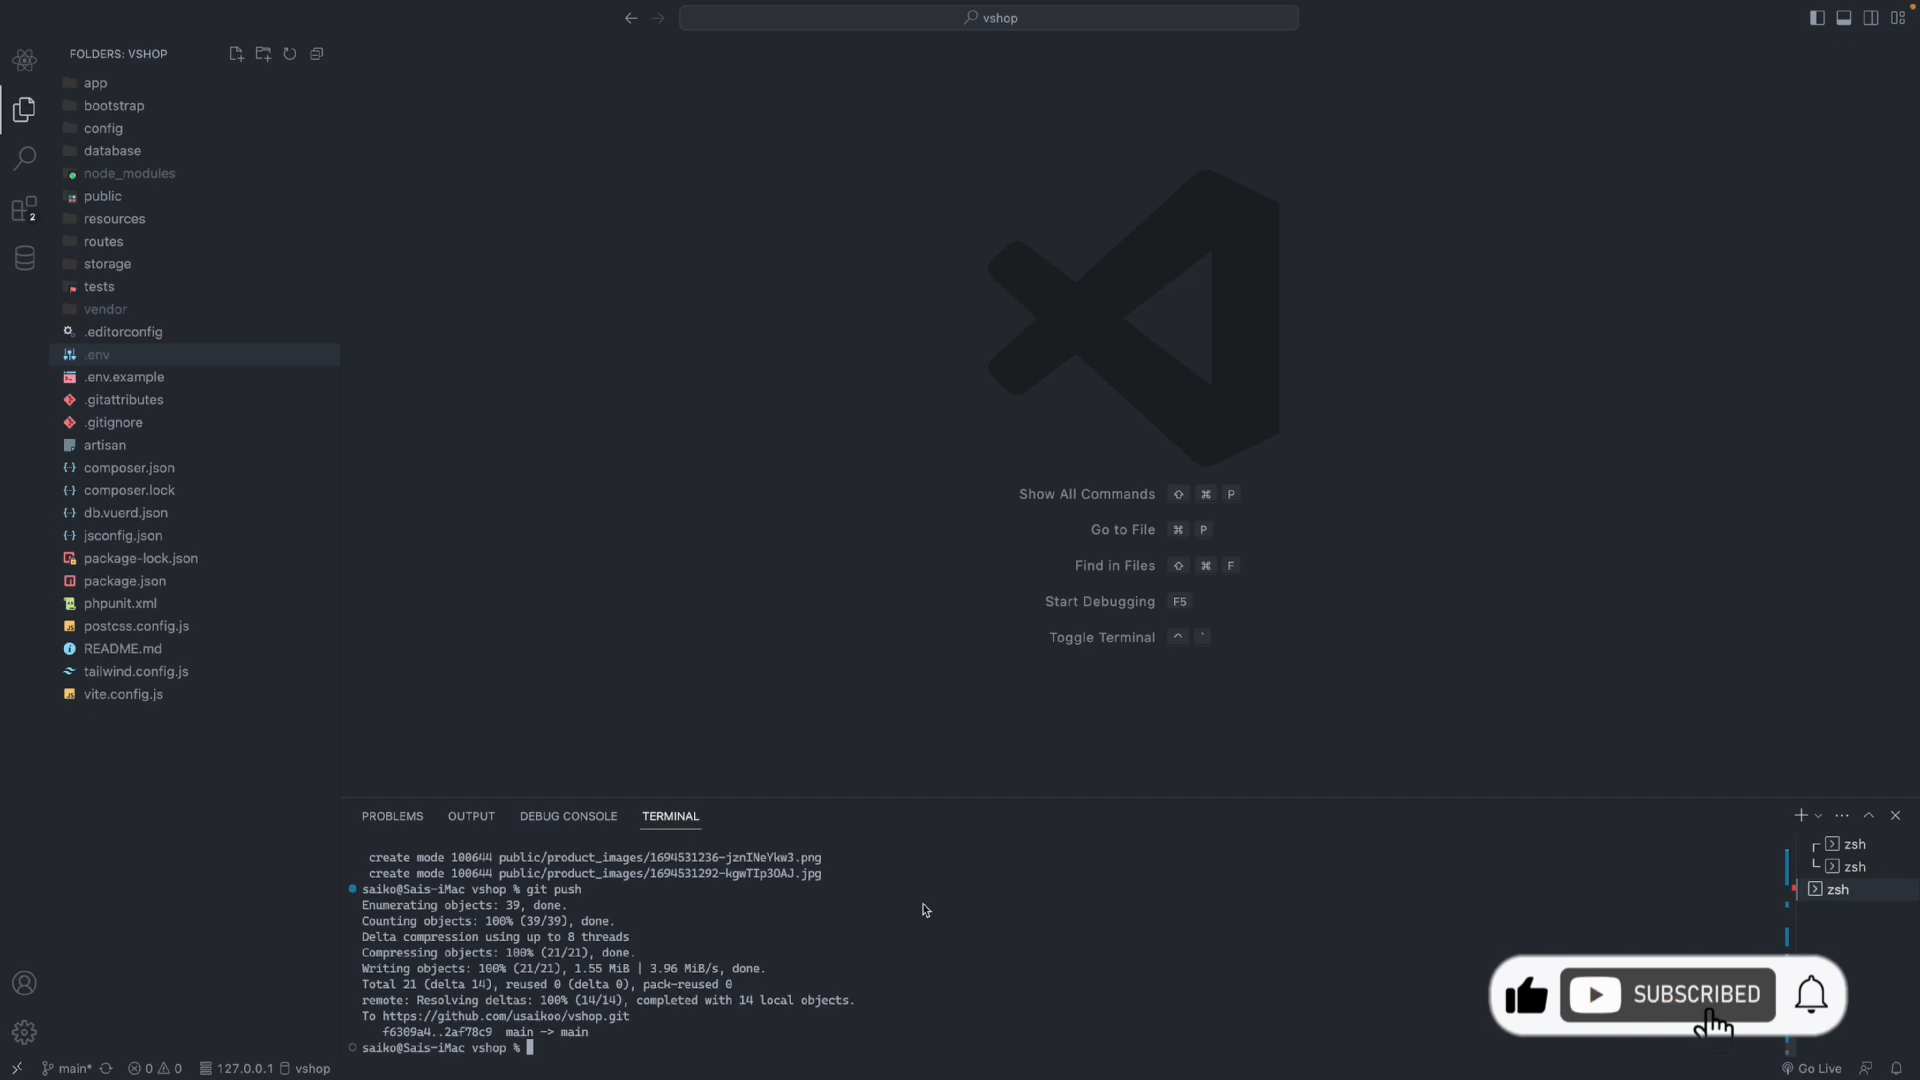 vshop
FOLDERS: VSHOP
app
bootstrap
config
database
node_modules
public
resources
routes
storage
tests
vendor
.editorconfig
.env
.env.example
.gitattributes
.gitignore
artisan
composer.json
composer.lock
db.vuerd.json
jsconfig.json
package-lock.json
package.json
phpunit.xml
postcss.config.js
README.md
tailwind.config.js
vite.config.js
2
Show All Commands ⇧ ⌘ P
Go to File ⌘ P
Find in Files ⇧ ⌘ F
Start Debugging F5
Toggle Terminal ^ `
PROBLEMS OUTPUT DEBUG CONSOLE TERMINAL
create mode 100644 public/product_images/1694531236-jznINeYkw3.png
create mode 100644 public/product_images/1694531292-kgwTIp3OAJ.jpg
saiko@Sais-iMac vshop % git push
Enumerating objects: 39, done.
Counting objects: 100% (39/39), done.
Delta compression using up to 8 threads
Compressing objects: 100% (21/21), done.
Writing objects: 100% (21/21), 1.55 MiB | 3.96 MiB/s, done.
Total 21 (delta 14), reused 0 (delta 0), pack-reused 0
remote: Resolving deltas: 100% (14/14), completed with 14 local objects.
To https://github.com/usaikoo/vshop.git
f6309a4..2af78c9 main -> main
saiko@Sais-iMac vshop %
zsh
zsh
zsh
SUBSCRIBED
main* 0 0 127.0.0.1 vshop
Go Live